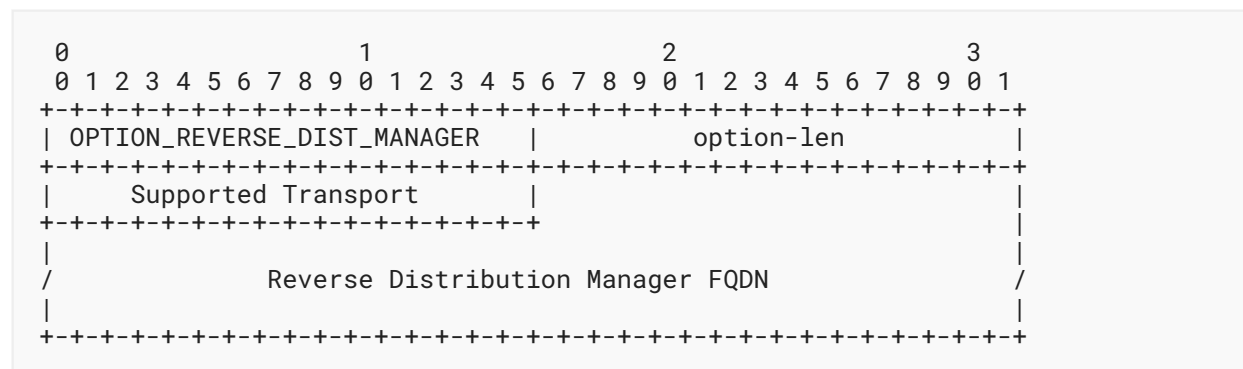 0                   1                   2                   3
 0 1 2 3 4 5 6 7 8 9 0 1 2 3 4 5 6 7 8 9 0 1 2 3 4 5 6 7 8 9 0 1
+-+-+-+-+-+-+-+-+-+-+-+-+-+-+-+-+-+-+-+-+-+-+-+-+-+-+-+-+-+-+-+-+
| OPTION_REVERSE_DIST_MANAGER   |          option-len           |
+-+-+-+-+-+-+-+-+-+-+-+-+-+-+-+-+-+-+-+-+-+-+-+-+-+-+-+-+-+-+-+-+
|     Supported Transport       |                               |
+-+-+-+-+-+-+-+-+-+-+-+-+-+-+-+-+                               |
|                                                               |
/              Reverse Distribution Manager FQDN                /
|                                                               |
+-+-+-+-+-+-+-+-+-+-+-+-+-+-+-+-+-+-+-+-+-+-+-+-+-+-+-+-+-+-+-+-+